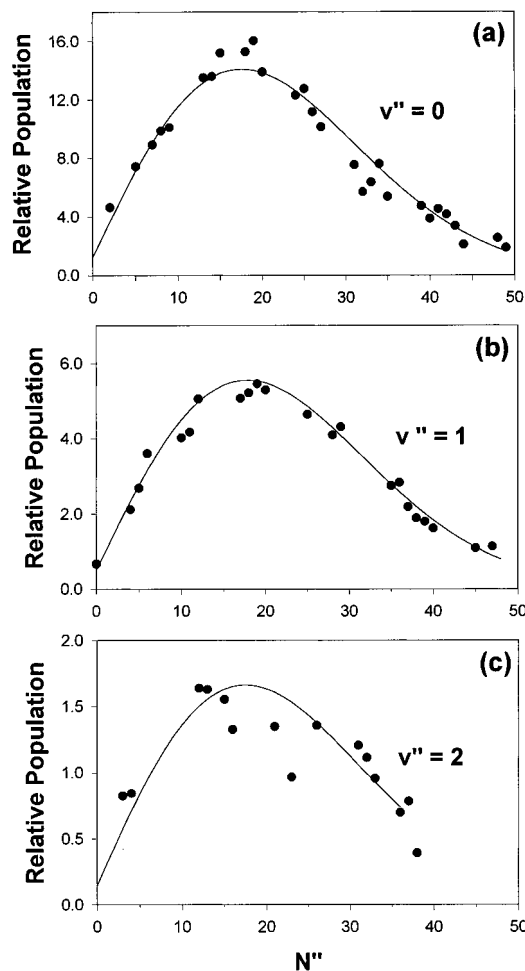 (a)
16.0
12.0
8.0
4.0
0.0
Relative Population
v" = 0
0 10 20 30 40 50
(b)
6.0
4.0
2.0
0.0
Relative Population
v" = 1
0 10 20 30 40 50
(c)
2.0
1.5
1.0
0.5
0.0
Relative Population
v" = 2
0 10 20 30 40 50
N"